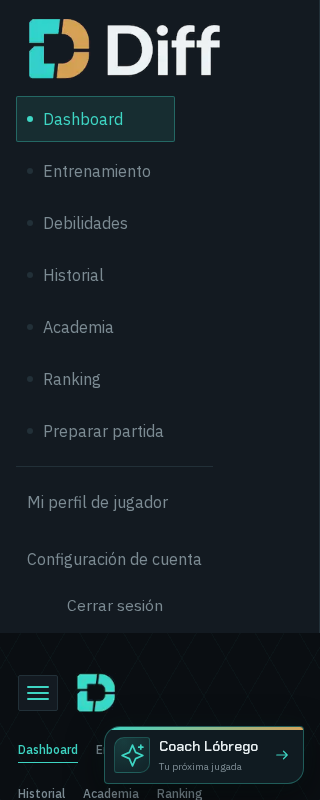 Diff
Dashboard
Entrenamiento
Debilidades
Historial
Academia
Ranking
Preparar partida
Mi perfil de jugador
Configuración de cuenta
Cerrar sesión
Dashboard
Coach Lóbrego
Tu próxima jugada
Historial Academia Ranking